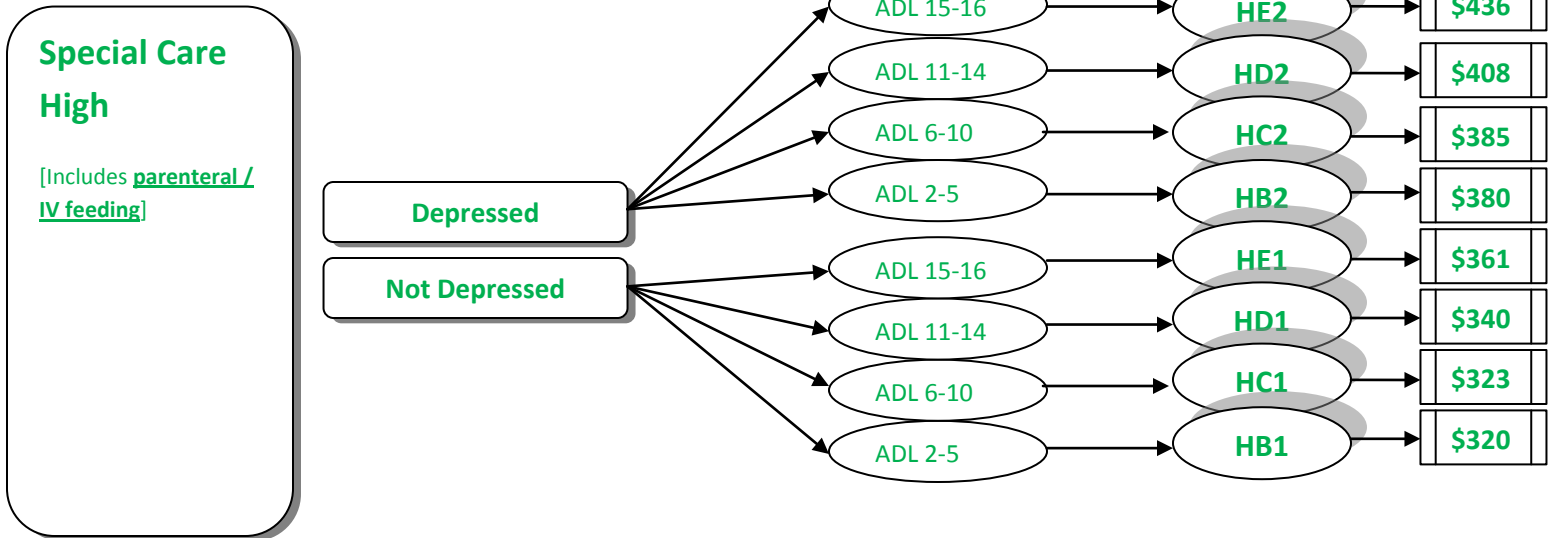 Special Care
High
[Includes parenteral /
IV feeding]
Depressed
Not Depressed
ADL 15-16 HE2 $436
ADL 11-14 HD2 $408
ADL 6-10 HC2 $385
ADL 2-5 HB2 $380
ADL 15-16 HE1 $361
ADL 11-14 HD1 $340
ADL 6-10 HC1 $323
ADL 2-5 HB1 $320